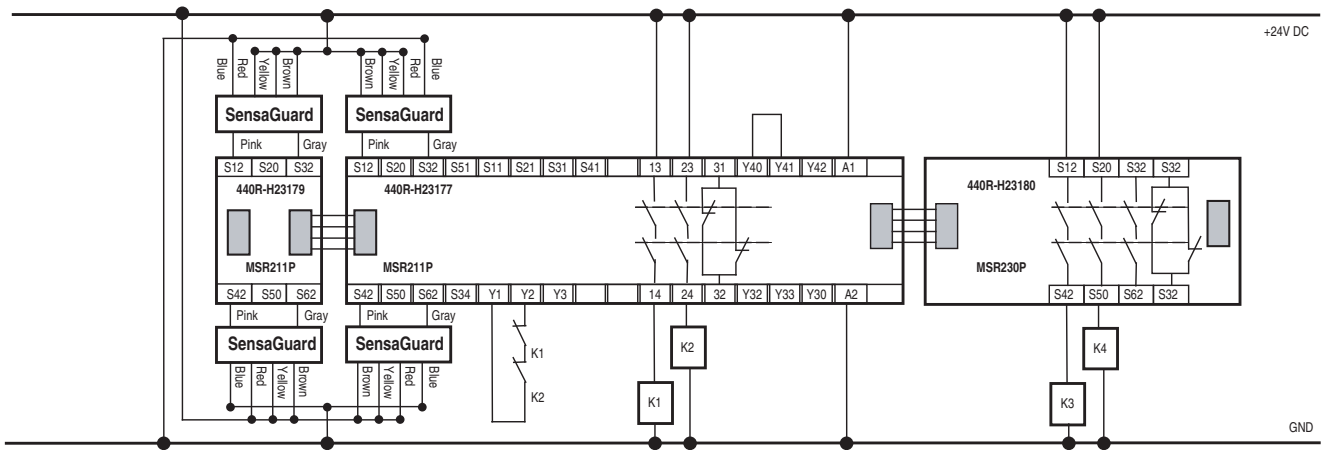 +24V DC
Blue Red Yellow Brown Brown Yellow Red Blue
SensaGuard SensaGuard
Pink Gray Pink Gray
S12 S20 S32 S12 S20 S32 S51 S11 S21 S31 S41 13 23 31 Y40 Y41 Y42 A1 S12 S20 S32 S32
440R-H23179 440R-H23177 440R-H23180
MSR211P MSR211P MSR230P
S42 S50 S62 S42 S50 S62 S34 Y1 Y2 Y3 14 24 32 Y32 Y33 Y30 A2 S42 S50 S62 S32
Pink Gray Pink Gray
SensaGuard SensaGuard
K1 K2 K4
Blue Red Yellow Brown Brown Yellow Red Blue
K2 K1 K3
GND